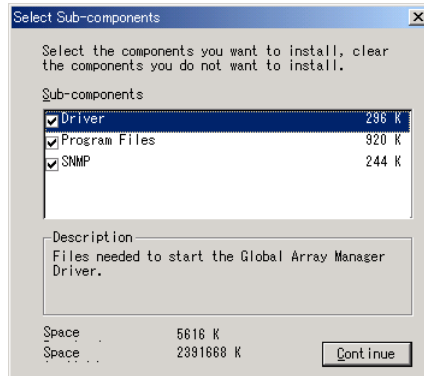 Select Sub-components
Select the components you want to install, clear
the components you do not want to install.
Sub-components
Driver 296 K
Program Files 920 K
SNMP 244 K
Description
Files needed to start the Global Array Manager
Driver.
Space 5616 K
Space 2391668 K
Continue